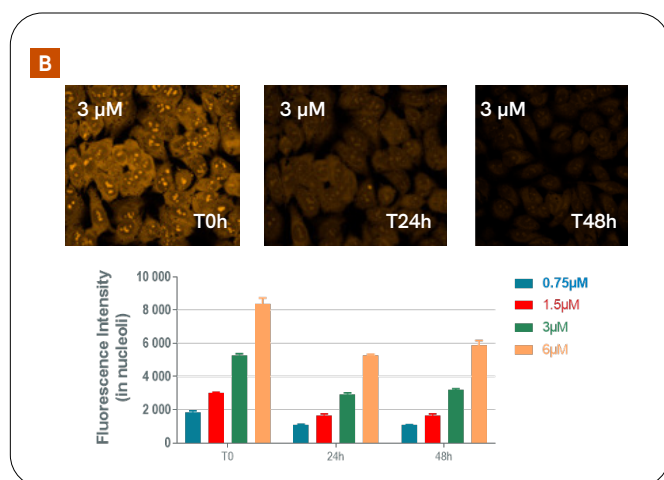 B
3 µM
T0h
3 µM
T24h
3 µM
T48h
Fluorescence Intensity
(in nucleoli)
10 000
8 000
6 000
4 000
2 000
0
T0
24h
48h
0.75µM
1.5µM
3µM
6µM